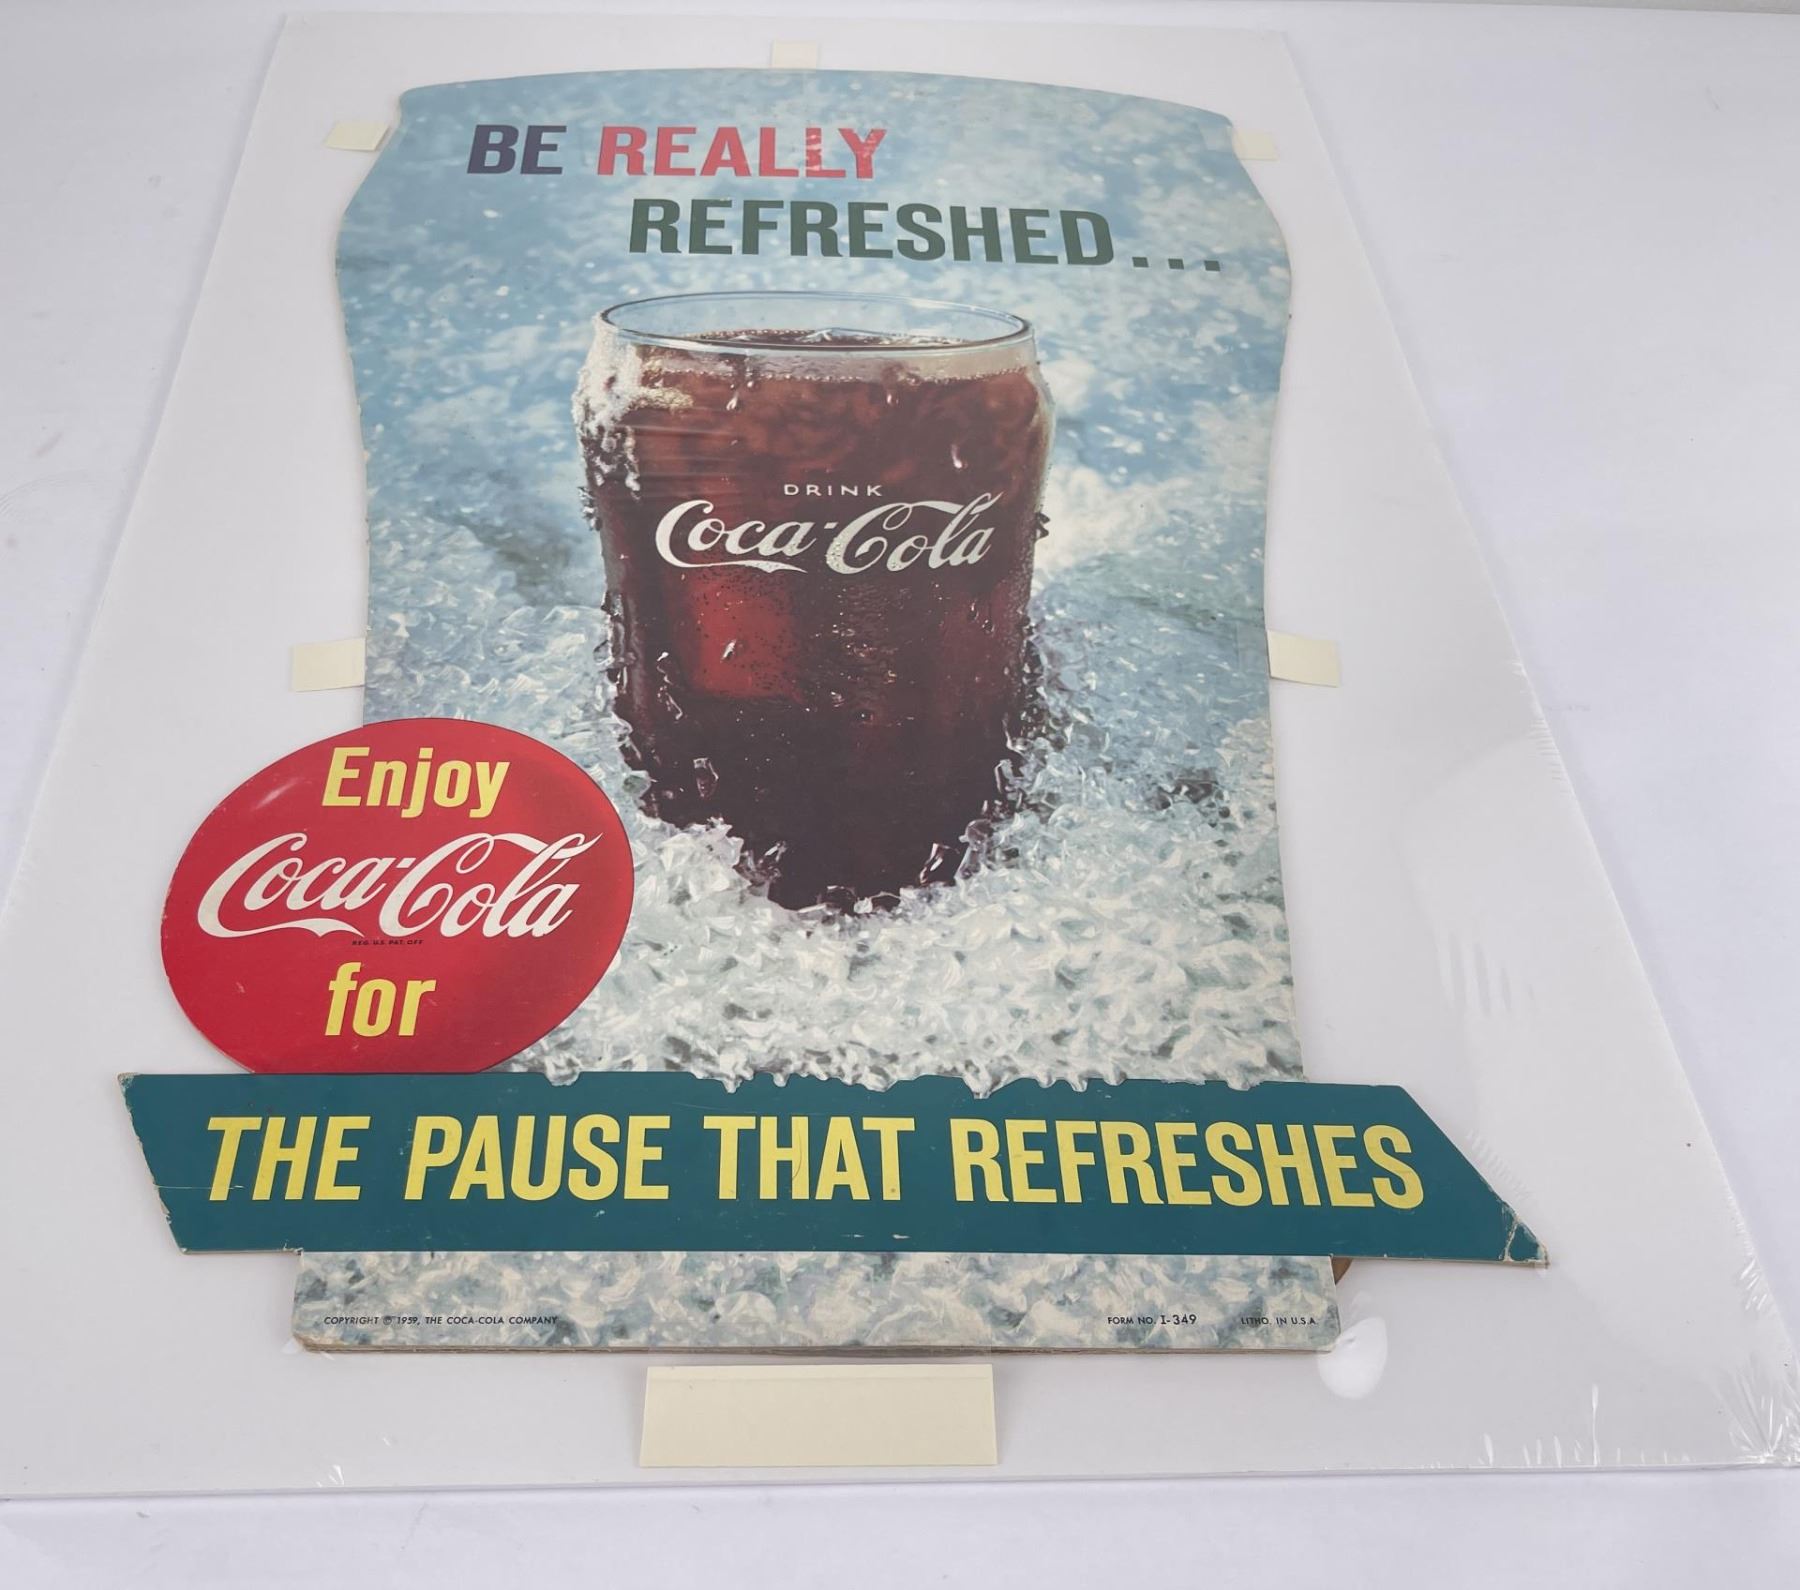 BE REALLY
REFRESHED...
DRINK
Coca-Cola
Enjoy
Coca-Cola
REG. U.S. PAT. OFF
for
THE PAUSE THAT REFRESHES
COPYRIGHT © 1959, THE COCA-COLA COMPANY FORM NO. I-349 LITHO. IN U.S.A.